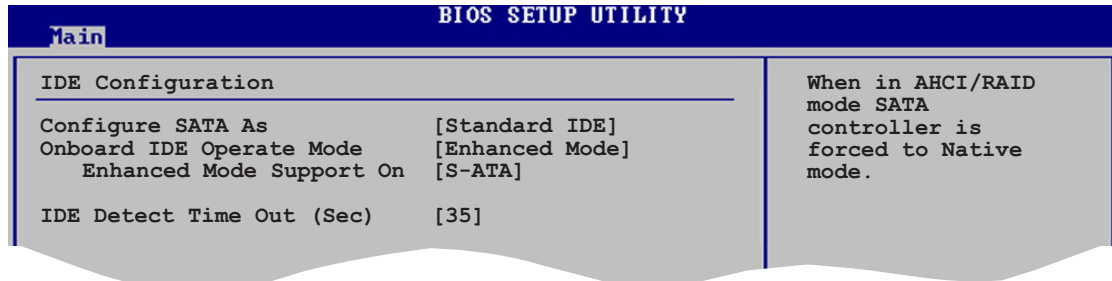 BIOS SETUP UTILITY
Main
IDE Configuration
Configure SATA As [Standard IDE]
Onboard IDE Operate Mode [Enhanced Mode]
Enhanced Mode Support On [S-ATA]
IDE Detect Time Out (Sec) [35]
When in AHCI/RAID
mode SATA
controller is
forced to Native
mode.